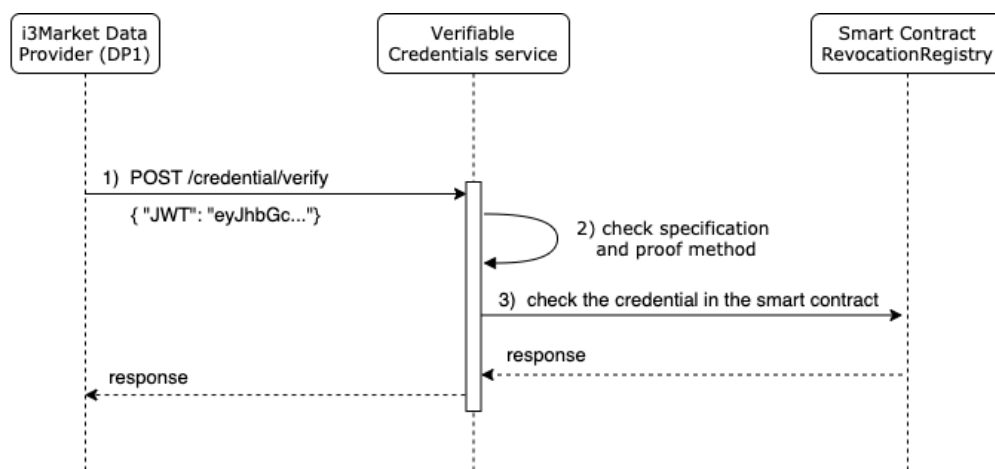 i3Market Data
Provider (DP1)
Verifiable
Credentials service
Smart Contract
RevocationRegistry
1) POST /credential/verify
{ "JWT": "eyJhbGc..."}
2) check specification
and proof method
3) check the credential in the smart contract
response
response